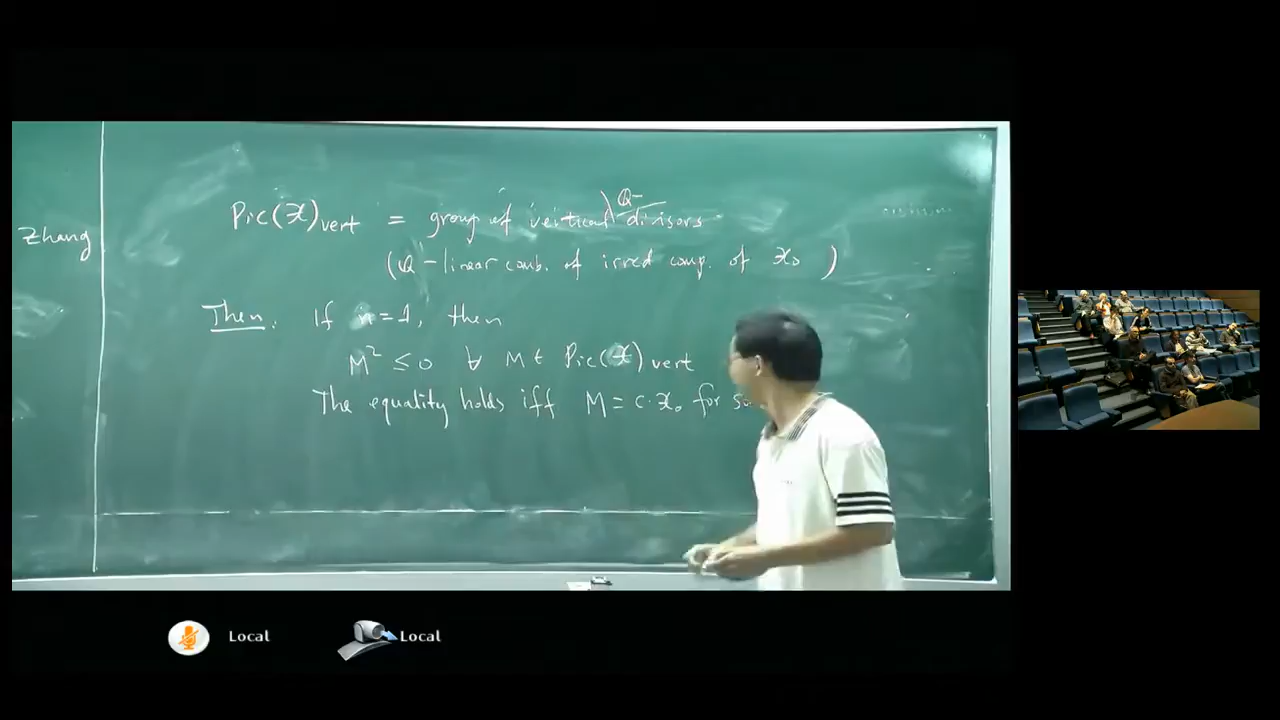 Zhang
Pic(𝒳)vert = group of vertical ℚ-divisors
(ℚ-linear comb. of irred comp. of 𝒳₀)
Then. If n=1, then
M² ≤ 0 ∀ M ∈ Pic(𝒳)vert
The equality holds iff M = c·𝒳₀ for
Local
Local